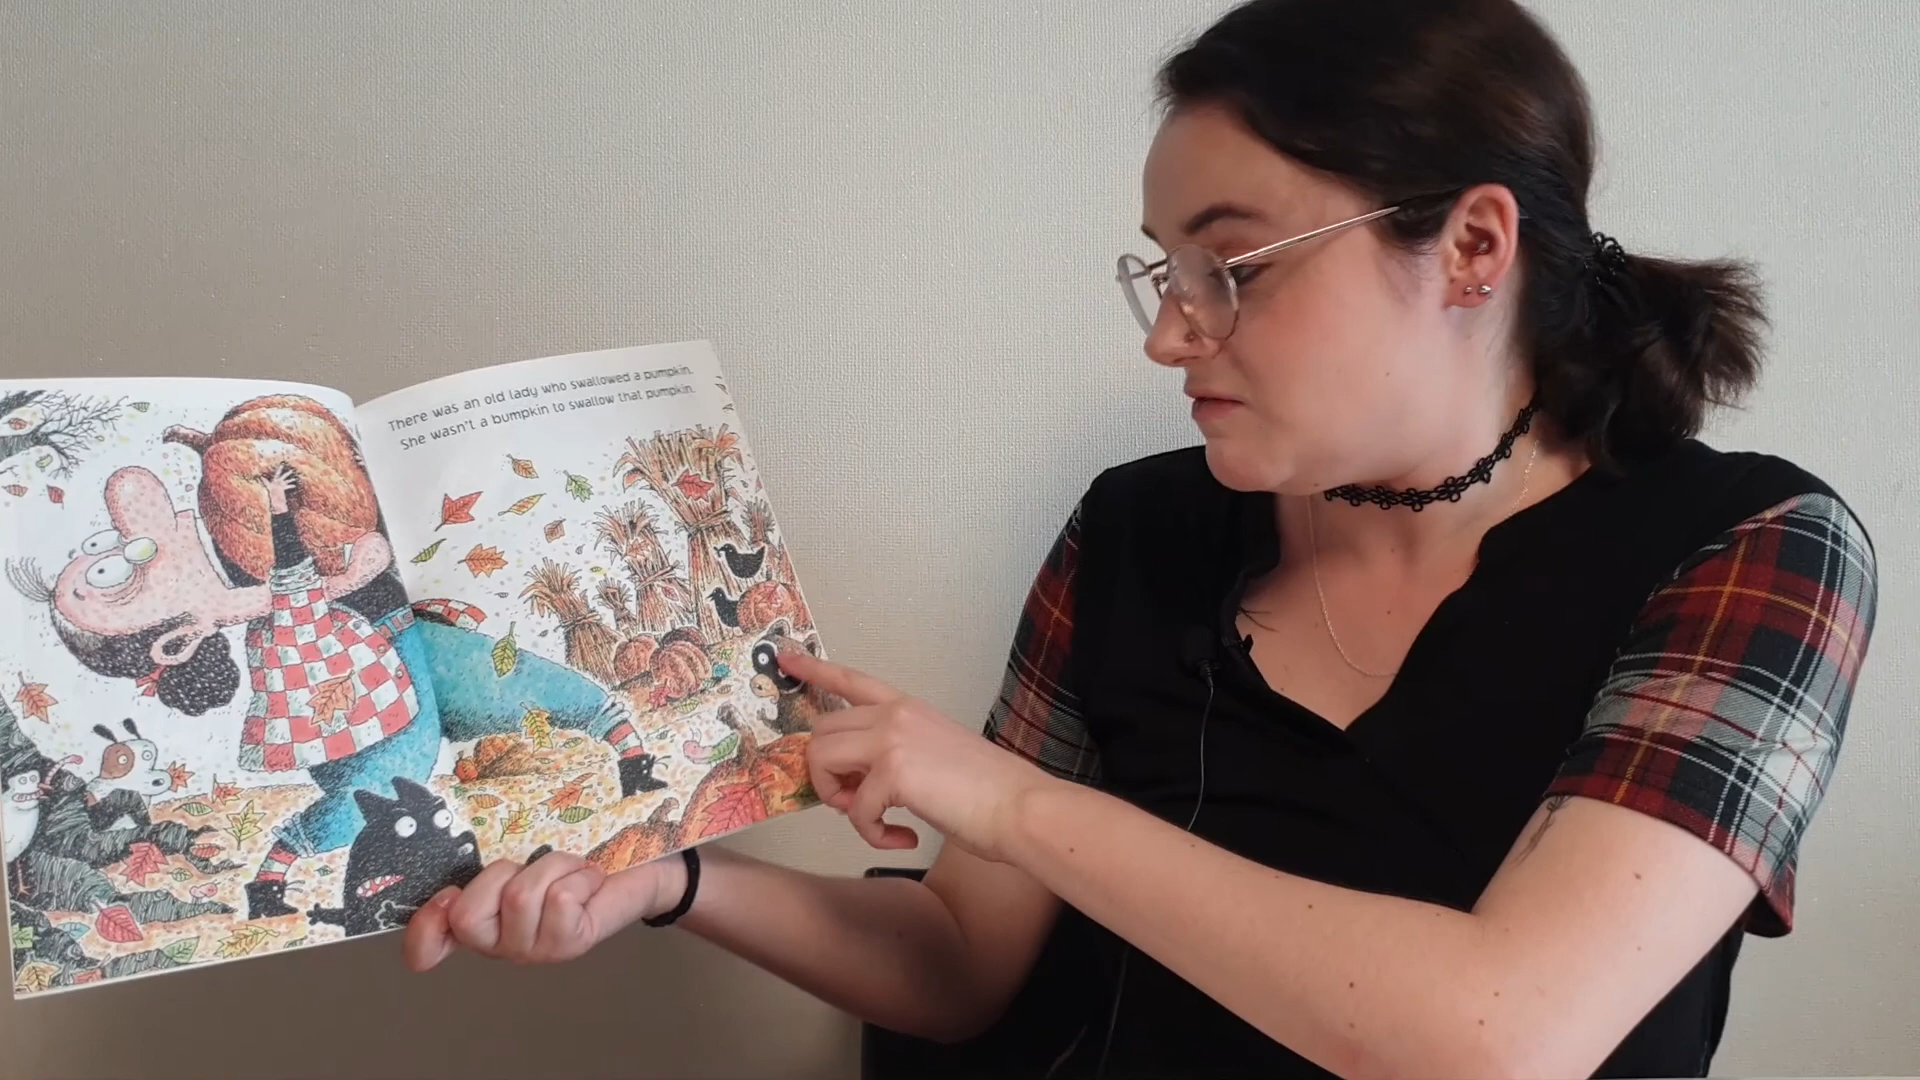 There was an old lady who swallowed a pumpkin.
She wasn't a bumpkin to swallow that pumpkin.